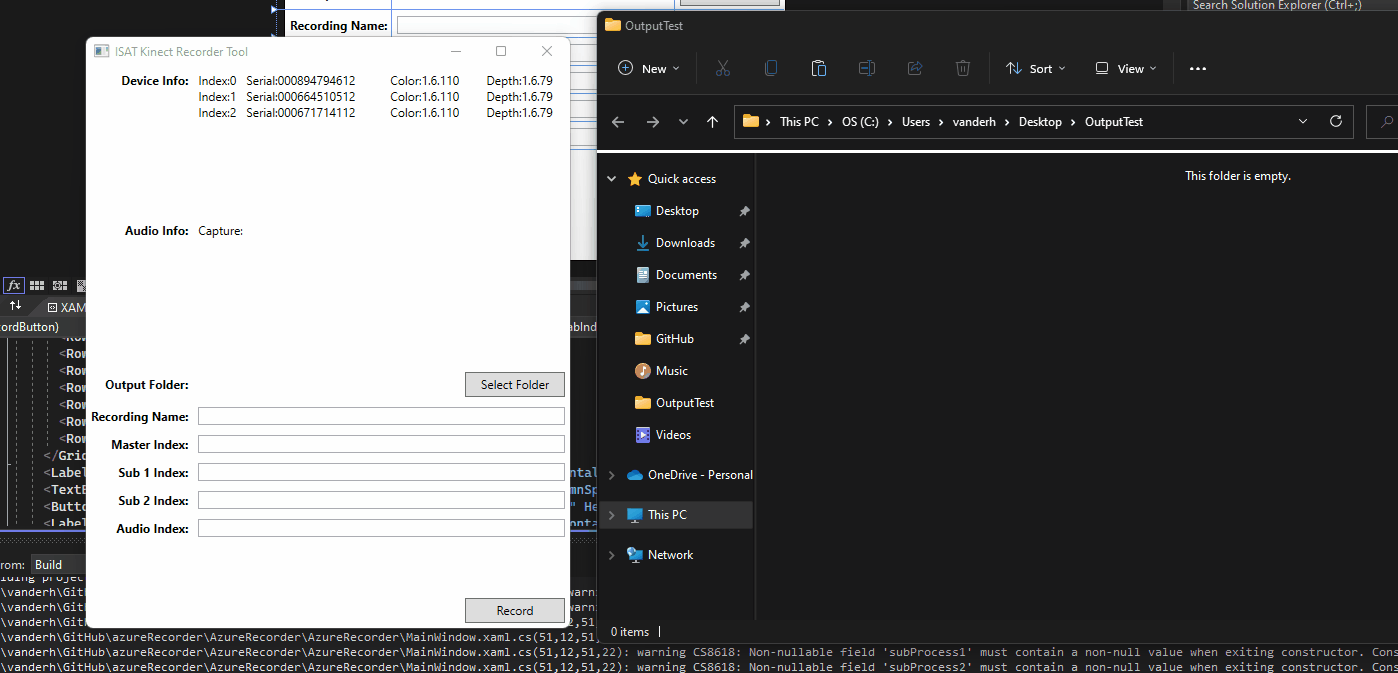 Search Solution Explorer (Ctrl+;)
Recording Name:
ISAT Kinect Recorder Tool
Device Info: Index:0 Serial:000894794612 Color:1.6.110 Depth:1.6.79
Index:1 Serial:000664510512 Color:1.6.110 Depth:1.6.79
Index:2 Serial:000671714112 Color:1.6.110 Depth:1.6.79
Audio Info: Capture:
Output Folder: Select Folder
Recording Name:
Master Index:
Sub 1 Index:
Sub 2 Index:
Audio Index:
Record
OutputTest
New Sort View
This PC OS (C:) Users vanderh Desktop OutputTest
Quick access
Desktop
Downloads
Documents
Pictures
GitHub
Music
OutputTest
Videos
OneDrive - Personal
This PC
Network
This folder is empty.
0 items
fx
XAM
cordButton) abInd
<Row
<Row
<Row
<Row
<Row
<Row
</Grid
<Label ontal
<TextB mnSp
<Butto " He
<Label onta
rom: Build
\vanderh\GitH warni
\vanderh\GitH warni
\vanderh\GitH 12,51
\vanderh\GitHub\azureRecorder\AzureRecorder\AzureRecorder\MainWindow.xaml.cs(51,12,51,
\vanderh\GitHub\azureRecorder\AzureRecorder\AzureRecorder\MainWindow.xaml.cs(51,12,51,22): warning CS8618: Non-nullable field 'subProcess1' must contain a non-null value when exiting constructor. Cons
\vanderh\GitHub\azureRecorder\AzureRecorder\AzureRecorder\MainWindow.xaml.cs(51,12,51,22): warning CS8618: Non-nullable field 'subProcess2' must contain a non-null value when exiting constructor. Cons